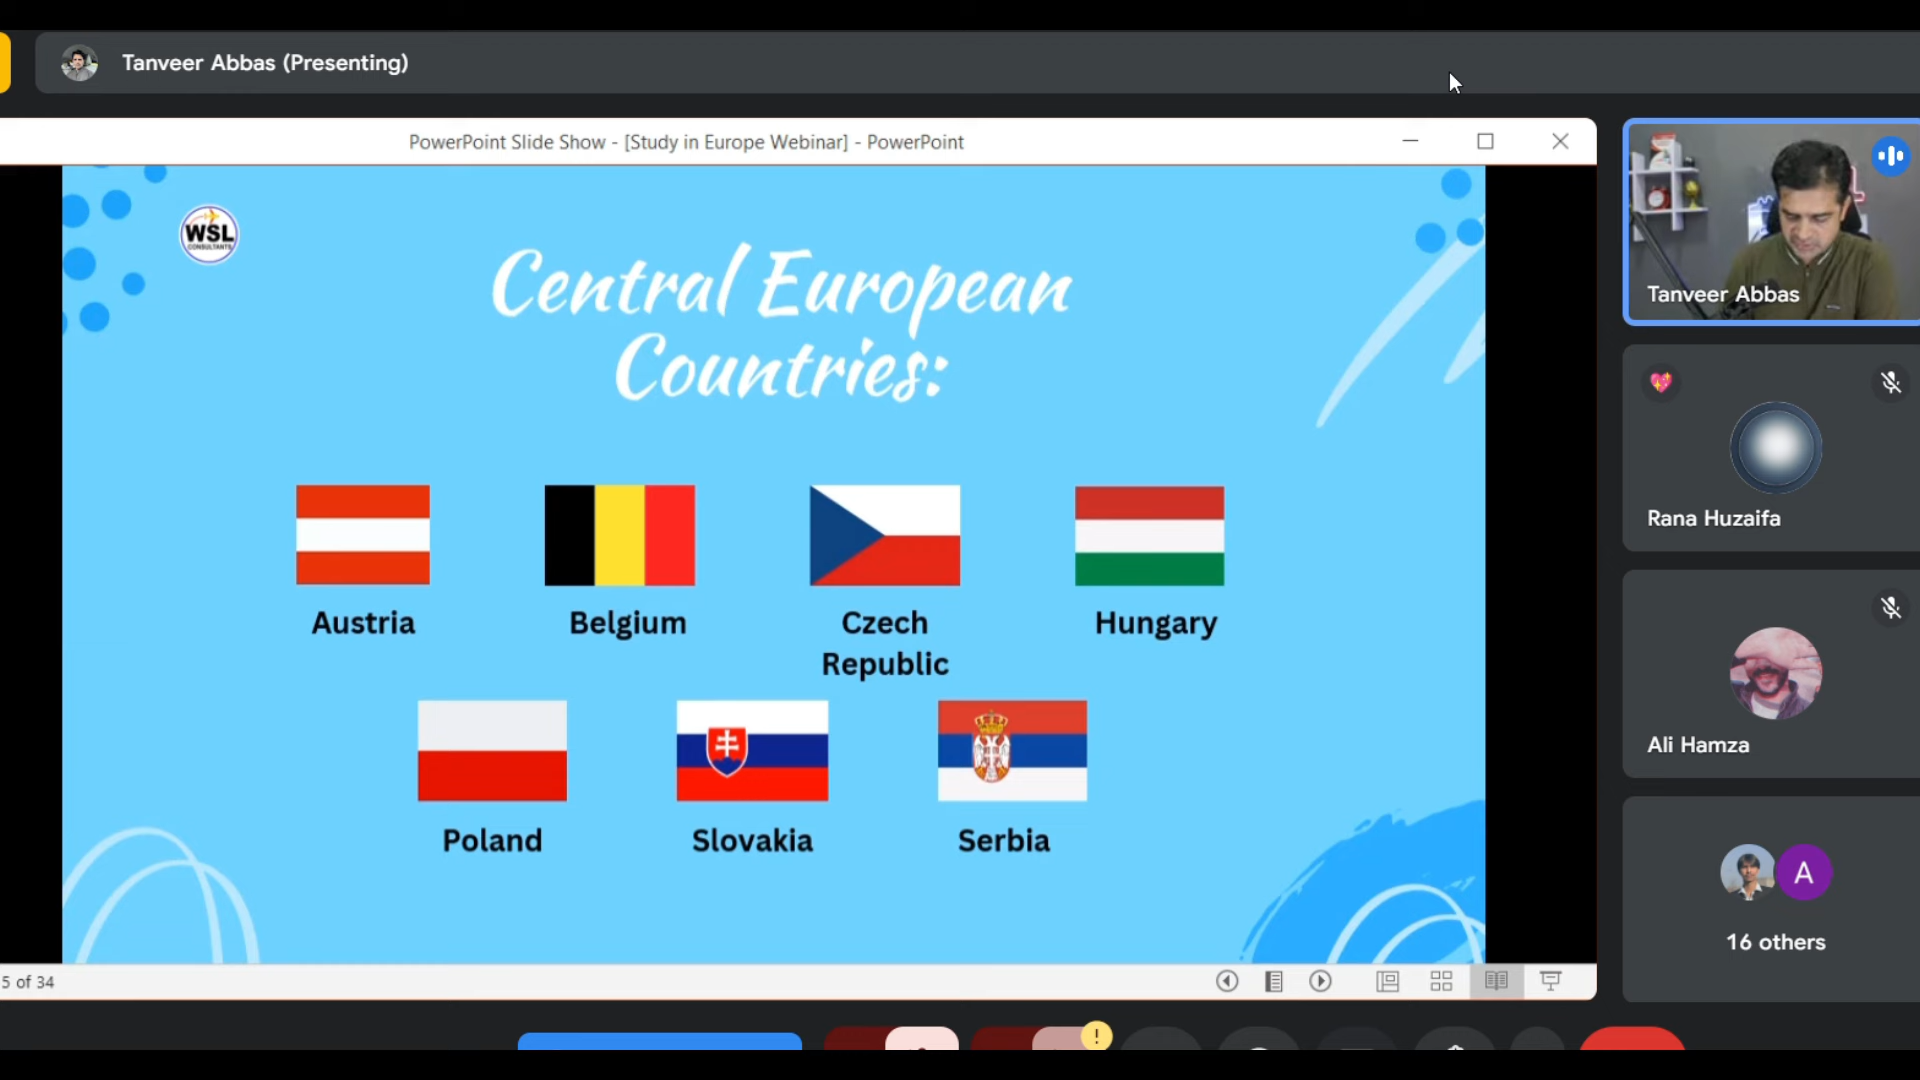 Tanveer Abbas (Presenting)
PowerPoint Slide Show - [Study in Europe Webinar] - PowerPoint
WSL
CONSULTANTS
Central European
Countries:
Austria
Belgium
Czech
Republic
Hungary
Poland
Slovakia
Serbia
5 of 34
Tanveer Abbas
Rana Huzaifa
Ali Hamza
A
16 others
!